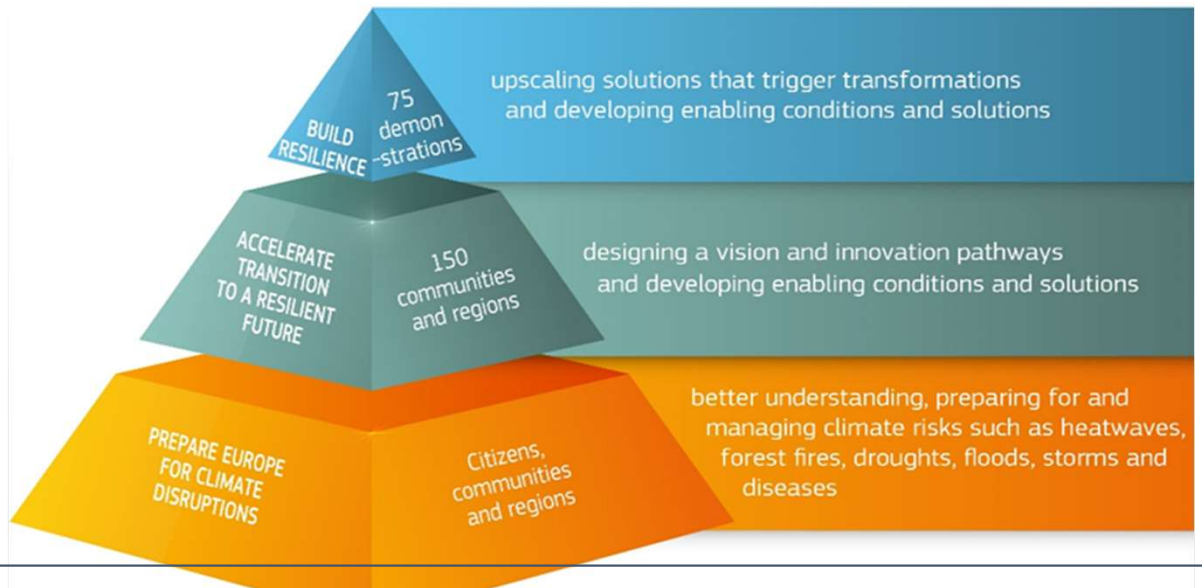 BUILD
RESILIENCE
75
demon
-strations
upscaling solutions that trigger transformations
and developing enabling conditions and solutions
ACCELERATE
TRANSITION
TO A RESILIENT
FUTURE
150
communities
and regions
designing a vision and innovation pathways
and developing enabling conditions and solutions
PREPARE EUROPE
FOR CLIMATE
DISRUPTIONS
Citizens,
communities
and regions
better understanding, preparing for and
managing climate risks such as heatwaves,
forest fires, droughts, floods, storms and
diseases